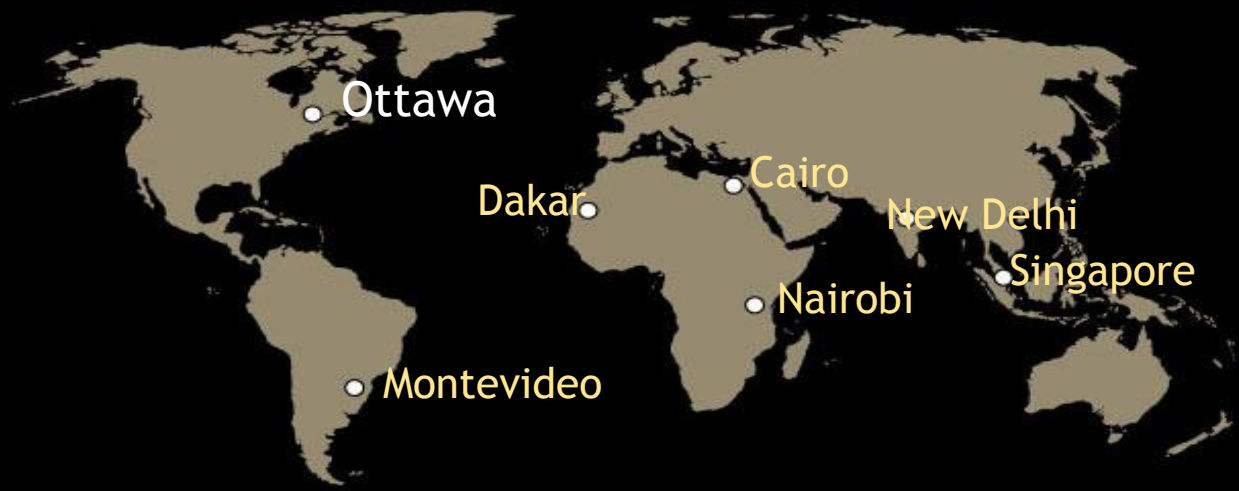 Ottawa
Cairo
Dakar
New Delhi
Singapore
Nairobi
Montevideo